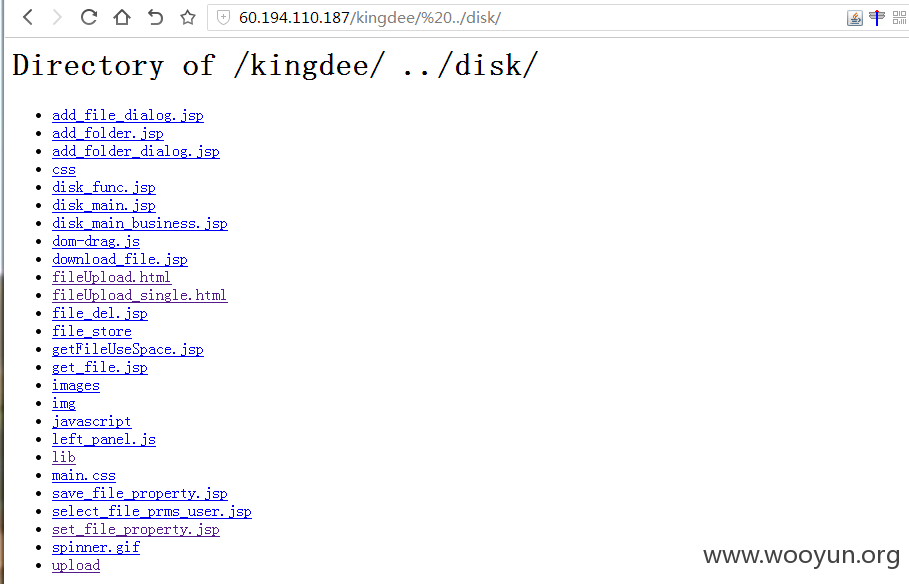 60.194.110.187/kingdee/%20../disk/
Directory of /kingdee/ ../disk/
add_file_dialog.jsp
add_folder.jsp
add_folder_dialog.jsp
css
disk_func.jsp
disk_main.jsp
disk_main_business.jsp
dom-drag.js
download_file.jsp
fileUpload.html
fileUpload_single.html
file_del.jsp
file_store
getFileUseSpace.jsp
get_file.jsp
images
img
javascript
left_panel.js
lib
main.css
save_file_property.jsp
select_file_prms_user.jsp
set_file_property.jsp
spinner.gif
upload
www.wooyun.org